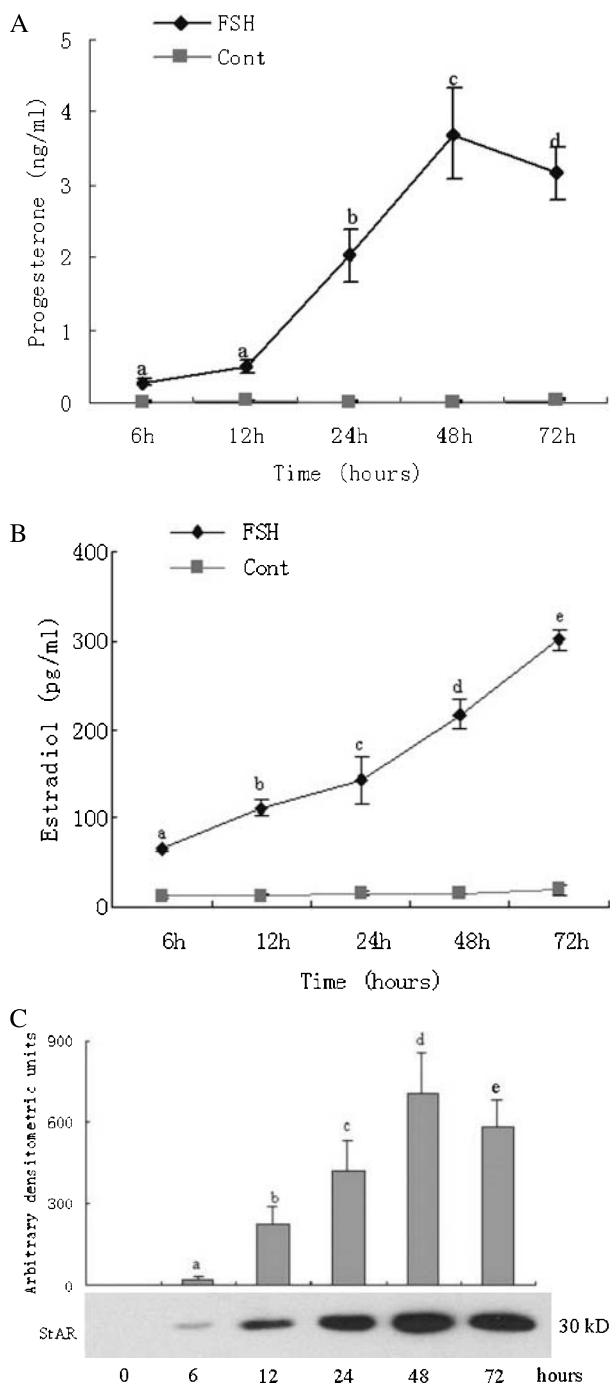 A
FSH
Cont
Progesterone (ng/ml)
5
4
3
2
1
0
a
a
b
c
d
6h 12h 24h 48h 72h
Time (hours)
B
FSH
Cont
Estradiol (pg/ml)
400
300
200
100
0
a
b
c
d
e
6h 12h 24h 48h 72h
Time (hours)
C
Arbitrary densitometric units
900
600
300
0
a
b
c
d
e
StAR
30 kD
0 6 12 24 48 72 hours